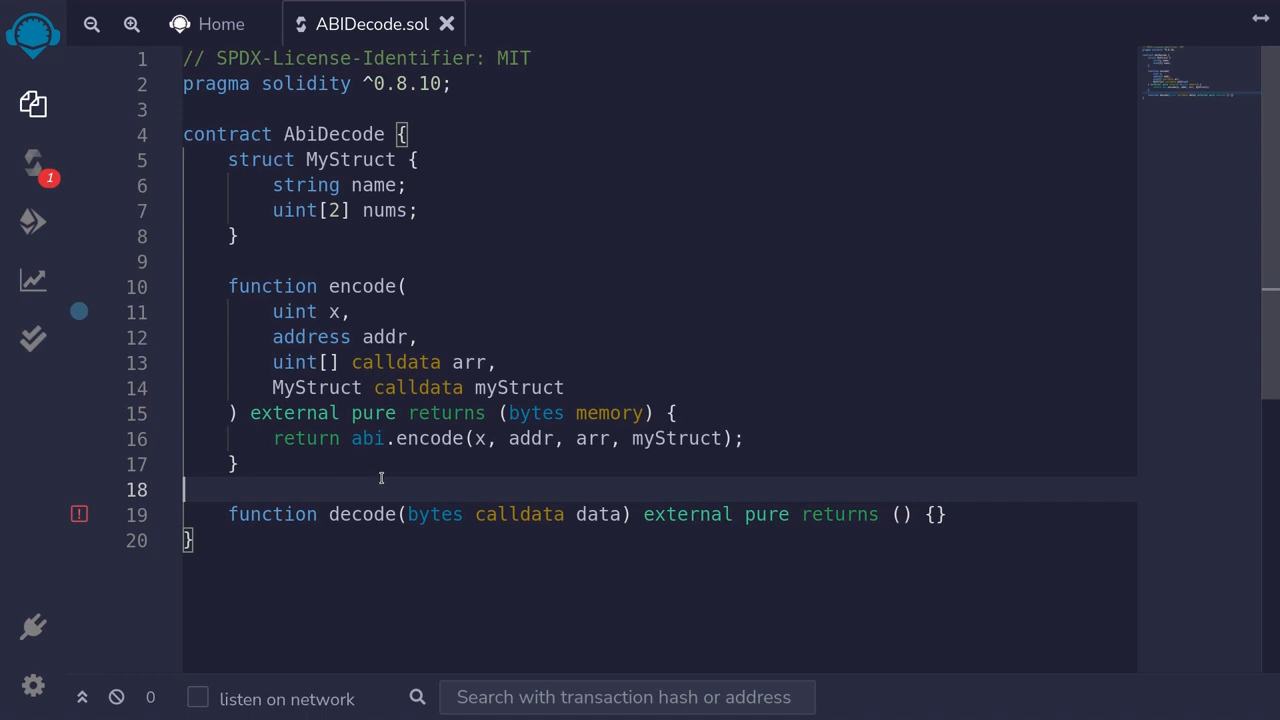 Home
ABIDecode.sol
1 // SPDX-License-Identifier: MIT
2 pragma solidity ^0.8.10;
3
4 contract AbiDecode {
5 struct MyStruct {
6 string name;
7 uint[2] nums;
8 }
9
10 function encode(
11 uint x,
12 address addr,
13 uint[] calldata arr,
14 MyStruct calldata myStruct
15 ) external pure returns (bytes memory) {
16 return abi.encode(x, addr, arr, myStruct);
17 }
18
19 function decode(bytes calldata data) external pure returns () {}
20 }
1
0
listen on network
Search with transaction hash or address